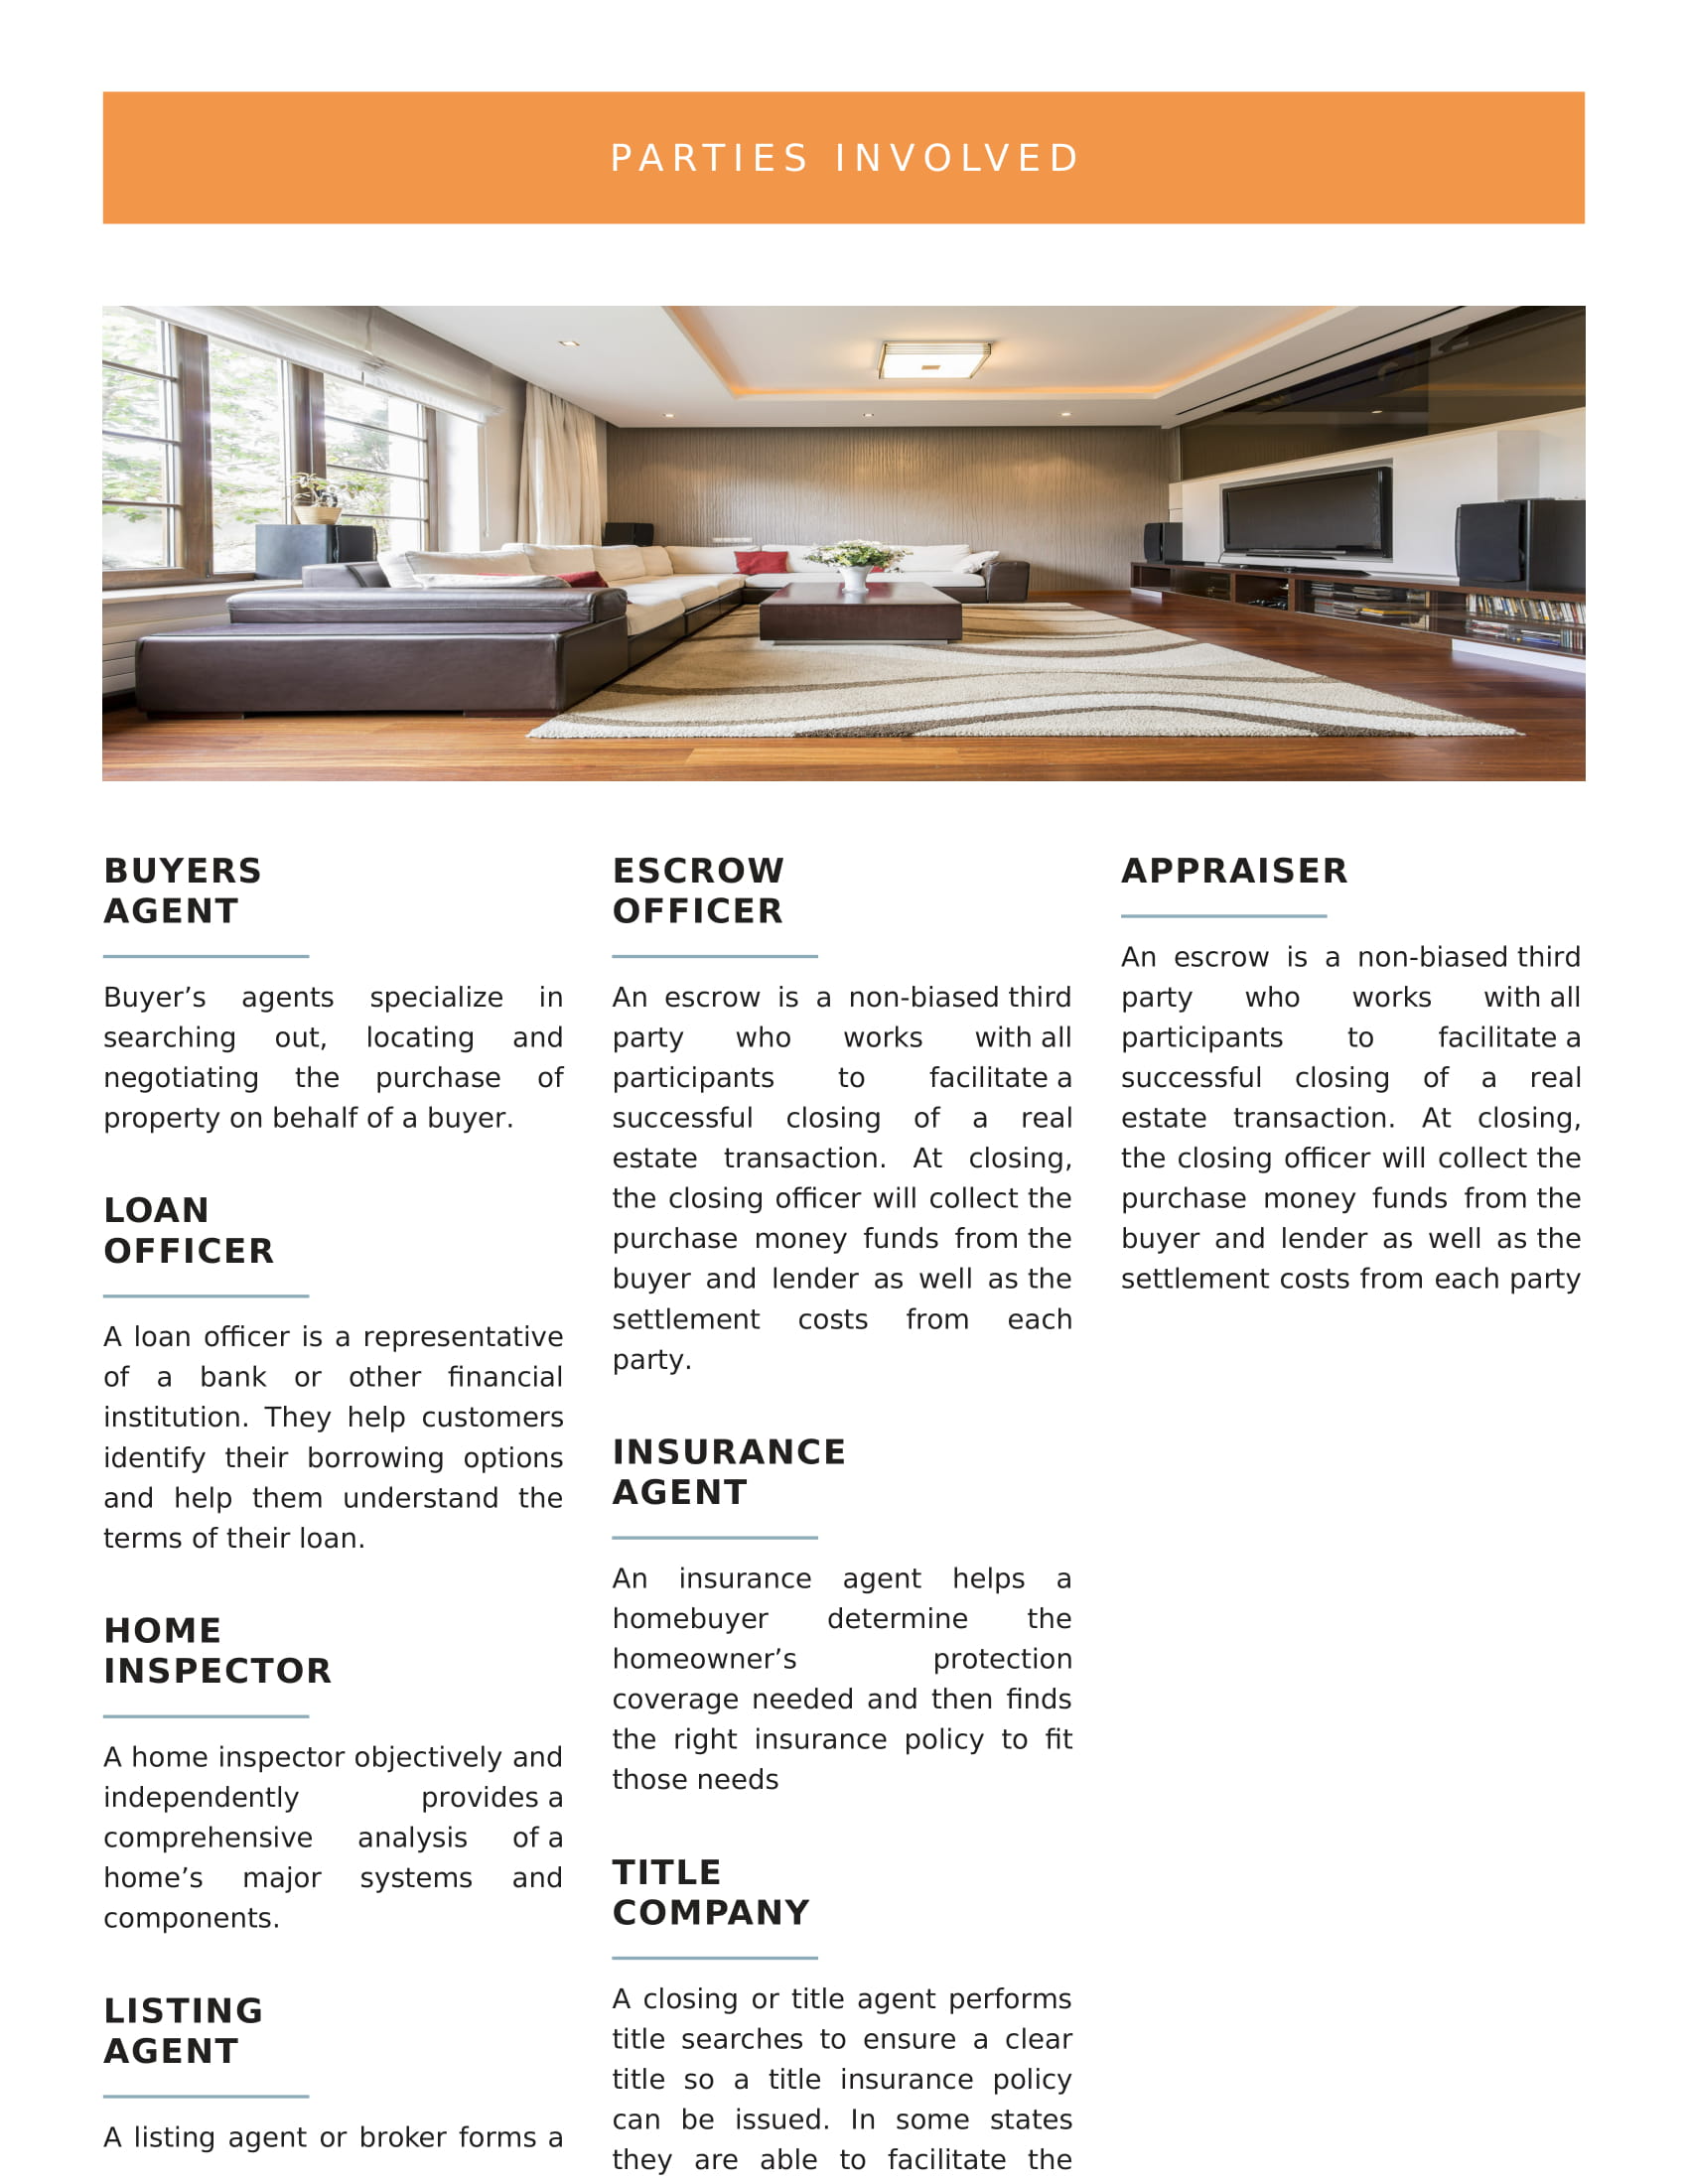 PARTIES INVOLVED
BUYERS
AGENT
Buyer’s agents specialize in
searching out, locating and
negotiating the purchase of
property on behalf of a buyer.
LOAN
OFFICER
A loan officer is a representative
of a bank or other financial
institution. They help customers
identify their borrowing options
and help them understand the
terms of their loan.
HOME
INSPECTOR
A home inspector objectively and
independently provides a
comprehensive analysis of a
home’s major systems and
components.
LISTING
AGENT
A listing agent or broker forms a
ESCROW
OFFICER
An escrow is a non-biased third
party who works with all
participants to facilitate a
successful closing of a real
estate transaction. At closing,
the closing officer will collect the
purchase money funds from the
buyer and lender as well as the
settlement costs from each
party.
INSURANCE
AGENT
An insurance agent helps a
homebuyer determine the
homeowner’s protection
coverage needed and then finds
the right insurance policy to fit
those needs
TITLE
COMPANY
A closing or title agent performs
title searches to ensure a clear
title so a title insurance policy
can be issued. In some states
they are able to facilitate the
APPRAISER
An escrow is a non-biased third
party who works with all
participants to facilitate a
successful closing of a real
estate transaction. At closing,
the closing officer will collect the
purchase money funds from the
buyer and lender as well as the
settlement costs from each party